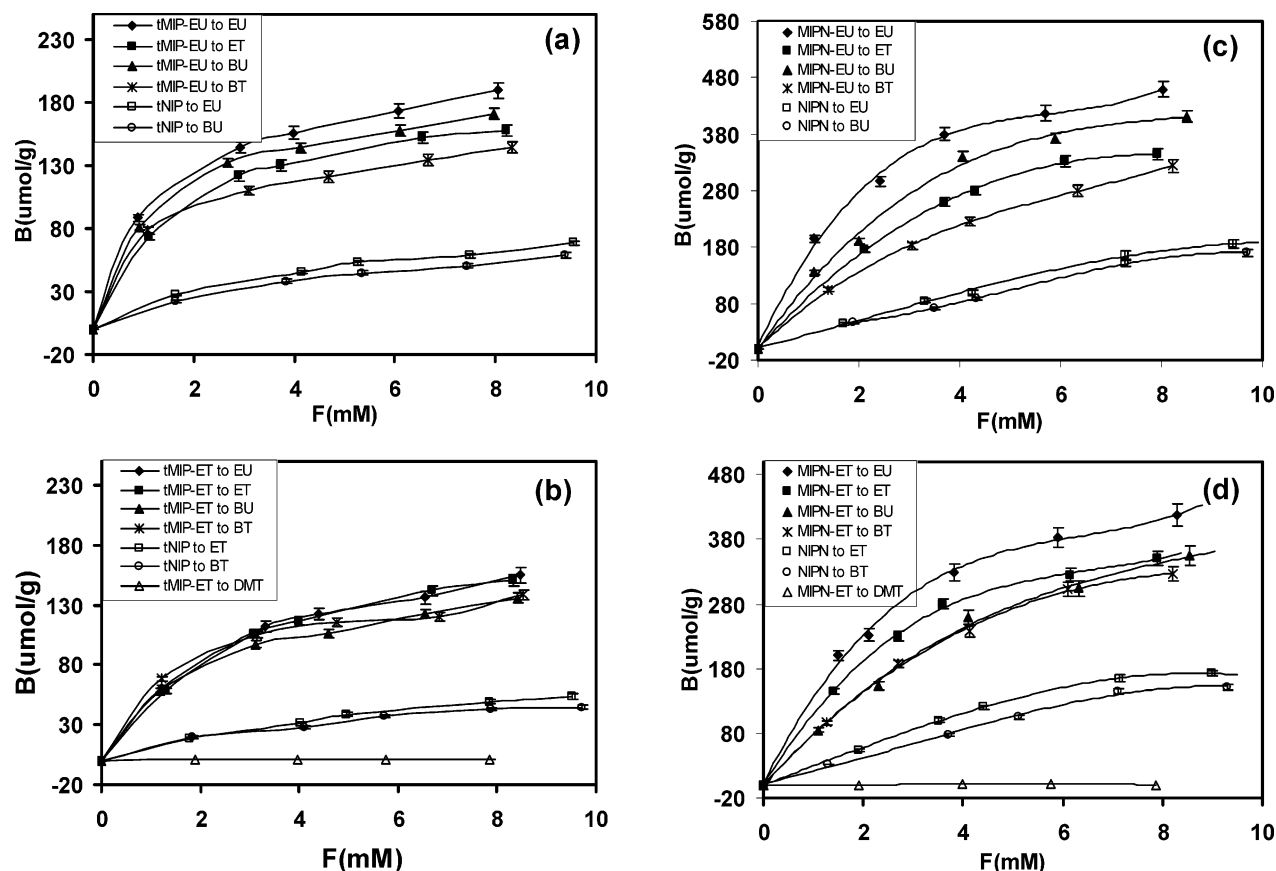 (a)
tMIP-EU to EU
tMIP-EU to ET
tMIP-EU to BU
tMIP-EU to BT
tNIP to EU
tNIP to BU
B(umol/g)
230
180
130
80
30
-20
0 2 4 6 8 10
F(mM)
(c)
MIPN-EU to EU
MIPN-EU to ET
MIPN-EU to BU
MIPN-EU to BT
NIPN to EU
NIPN to BU
B(umol/g)
580
480
380
280
180
80
-20
0 2 4 6 8 10
F(mM)
(b)
tMIP-ET to EU
tMIP-ET to ET
tMIP-ET to BU
tMIP-ET to BT
tNIP to ET
tNIP to BT
tMIP-ET to DMT
B(umol/g)
230
180
130
80
30
-20
0 2 4 6 8 10
F(mM)
(d)
MIPN-ET to EU
MIPN-ET to ET
MIPN-ET to BU
MIPN-ET to BT
NIPN to ET
NIPN to BT
MIPN-ET to DMT
B(umol/g)
480
380
280
180
80
-20
0 2 4 6 8 10
F(mM)